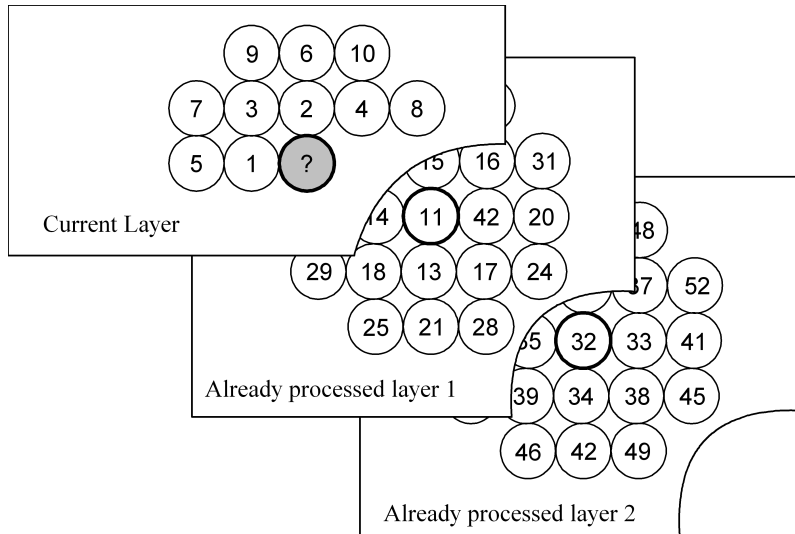 9 6 10
7 3 2 4 8
5 1 ?
Current Layer
15 16 31
14 11 42 20
29 18 13 17 24
25 21 28
Already processed layer 1
48
37 52
35 32 33 41
39 34 38 45
46 42 49
Already processed layer 2